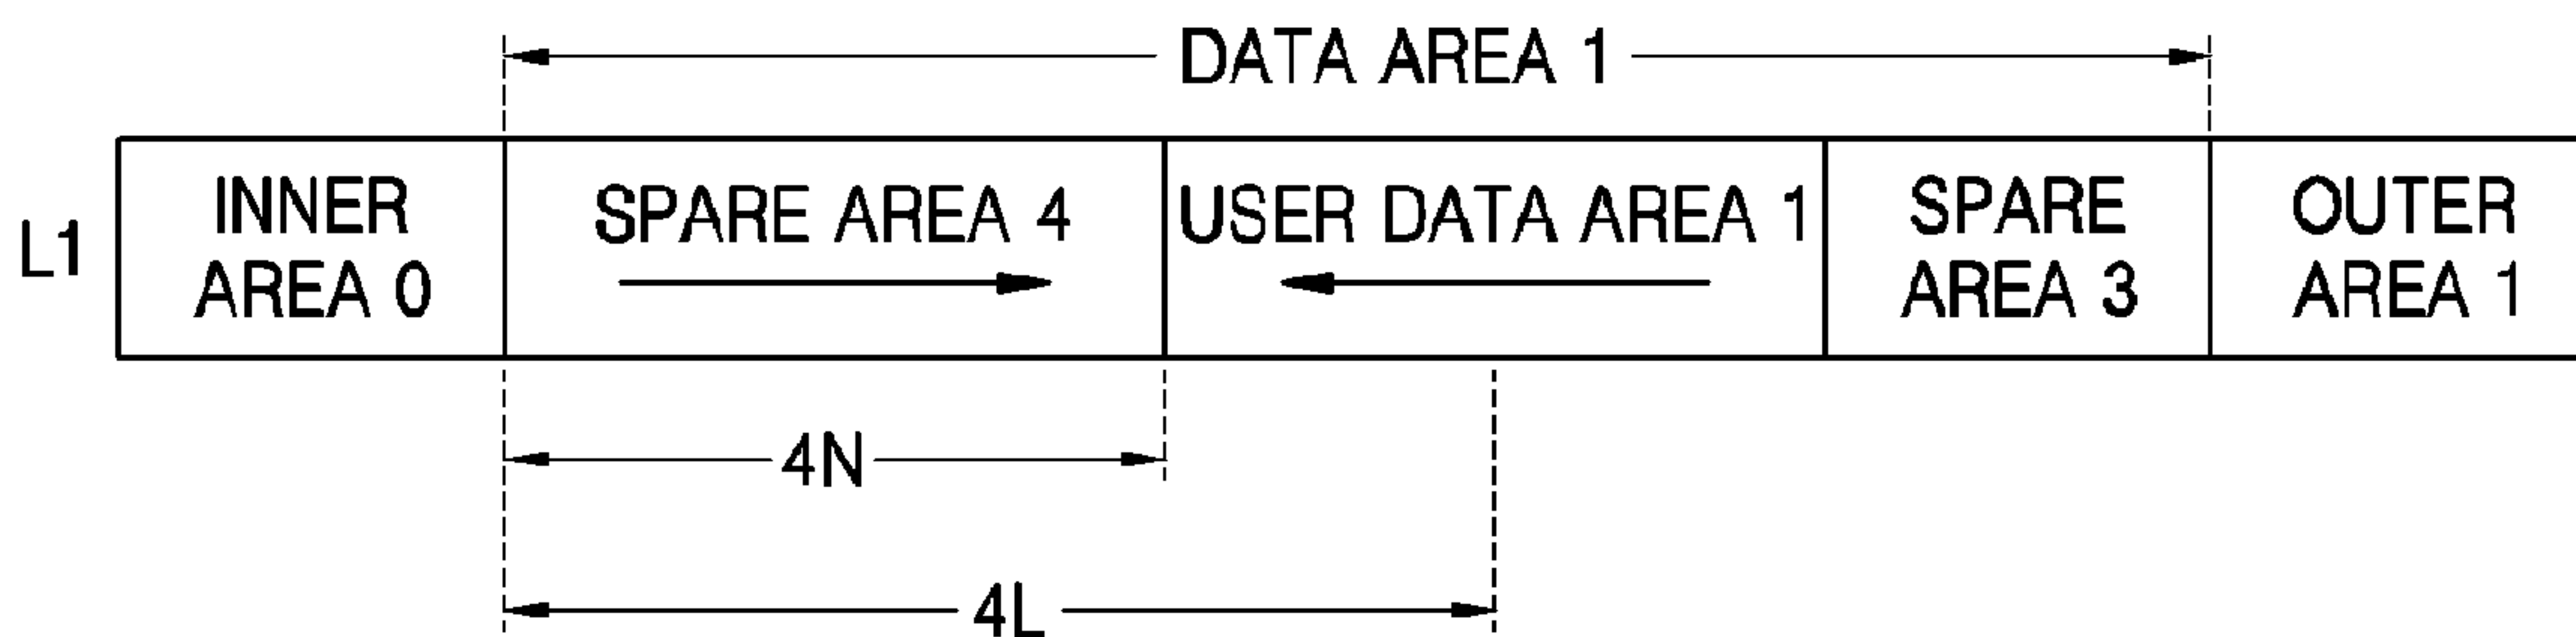 DATA AREA 1
L1
INNER
AREA 0
SPARE AREA 4
USER DATA AREA 1
SPARE
AREA 3
OUTER
AREA 1
4N
4L